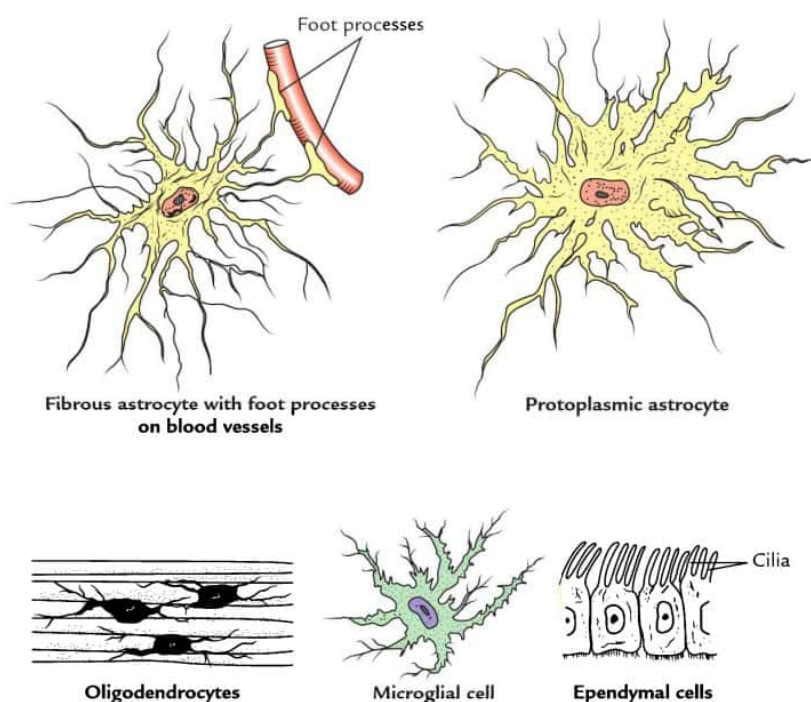 Foot processes
Fibrous astrocyte with foot processes
on blood vessels
Protoplasmic astrocyte
Cilia
Oligodendrocytes
Microglial cell
Ependymal cells